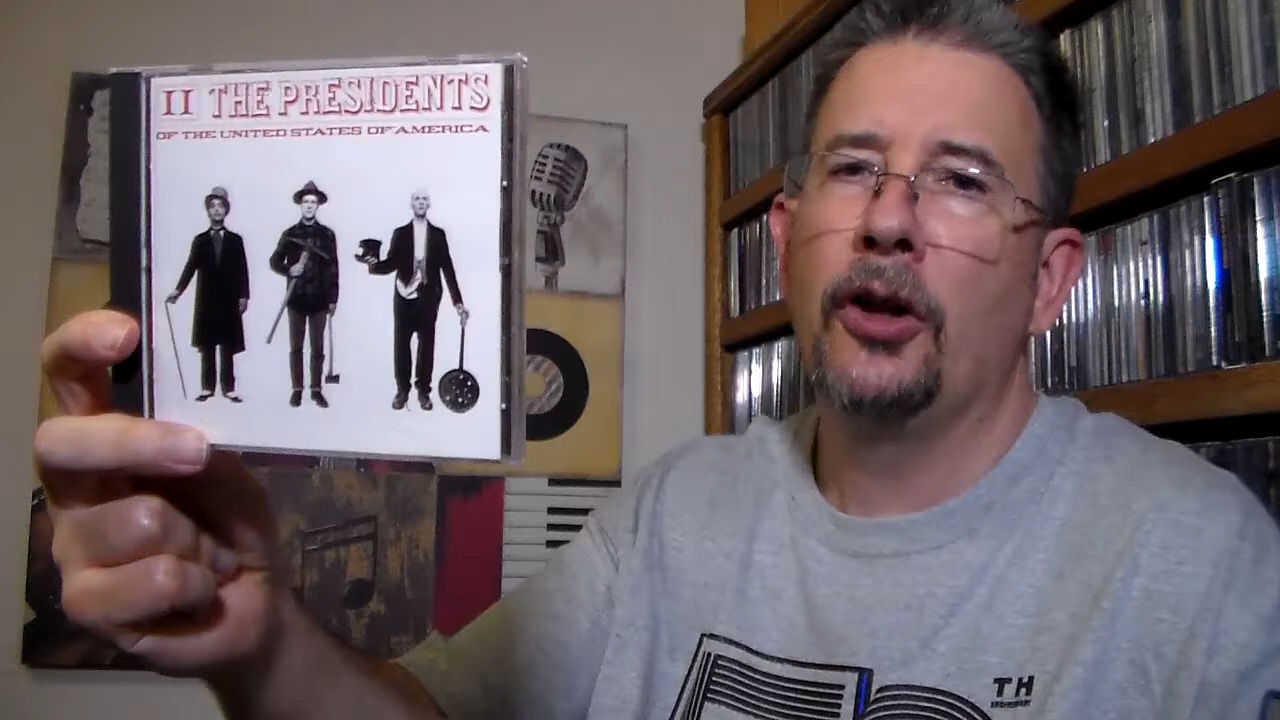 II THE PRESIDENTS
OF THE UNITED STATES OF AMERICA
TH